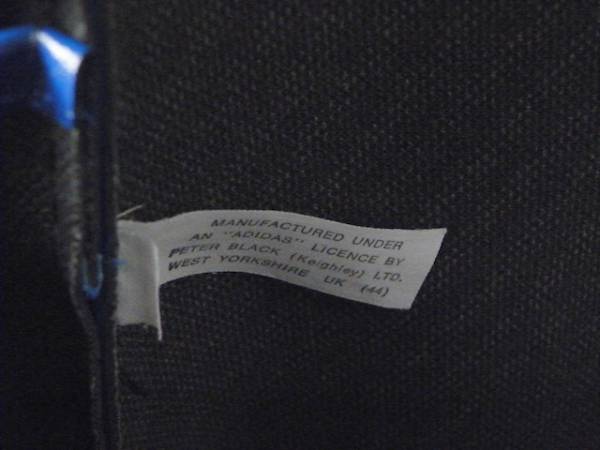 MANUFACTURED UNDER
AN "ADIDAS" LICENCE BY
PETER BLACK (Keighley) LTD.
WEST YORKSHIRE UK (44)